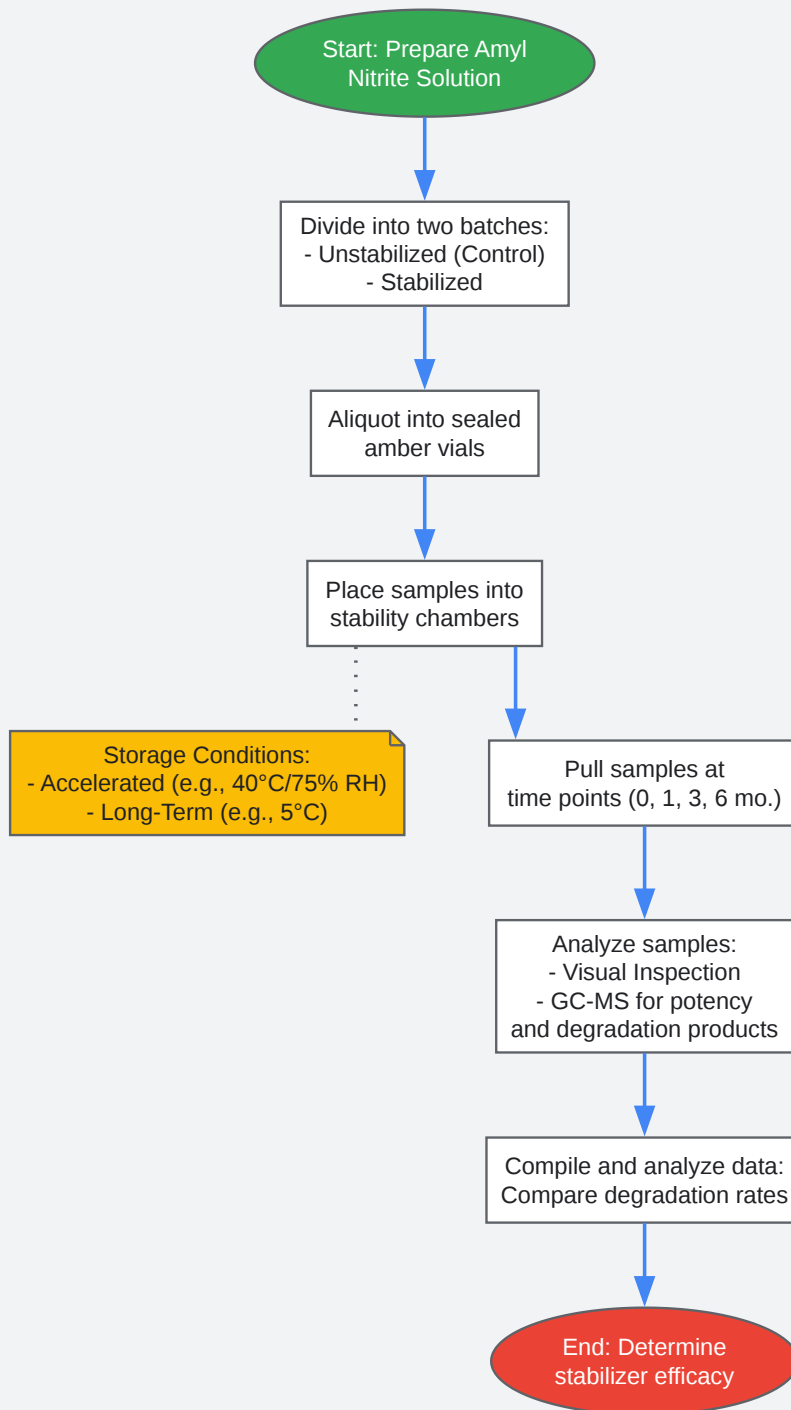 Start: Prepare Amyl
Nitrite Solution
Divide into two batches:
- Unstabilized (Control)
- Stabilized
Aliquot into sealed
amber vials
Place samples into
stability chambers
Storage Conditions:
- Accelerated (e.g., 40°C/75% RH)
- Long-Term (e.g., 5°C)
Pull samples at
time points (0, 1, 3, 6 mo.)
Analyze samples:
- Visual Inspection
- GC-MS for potency
and degradation products
Compile and analyze data:
Compare degradation rates
End: Determine
stabilizer efficacy